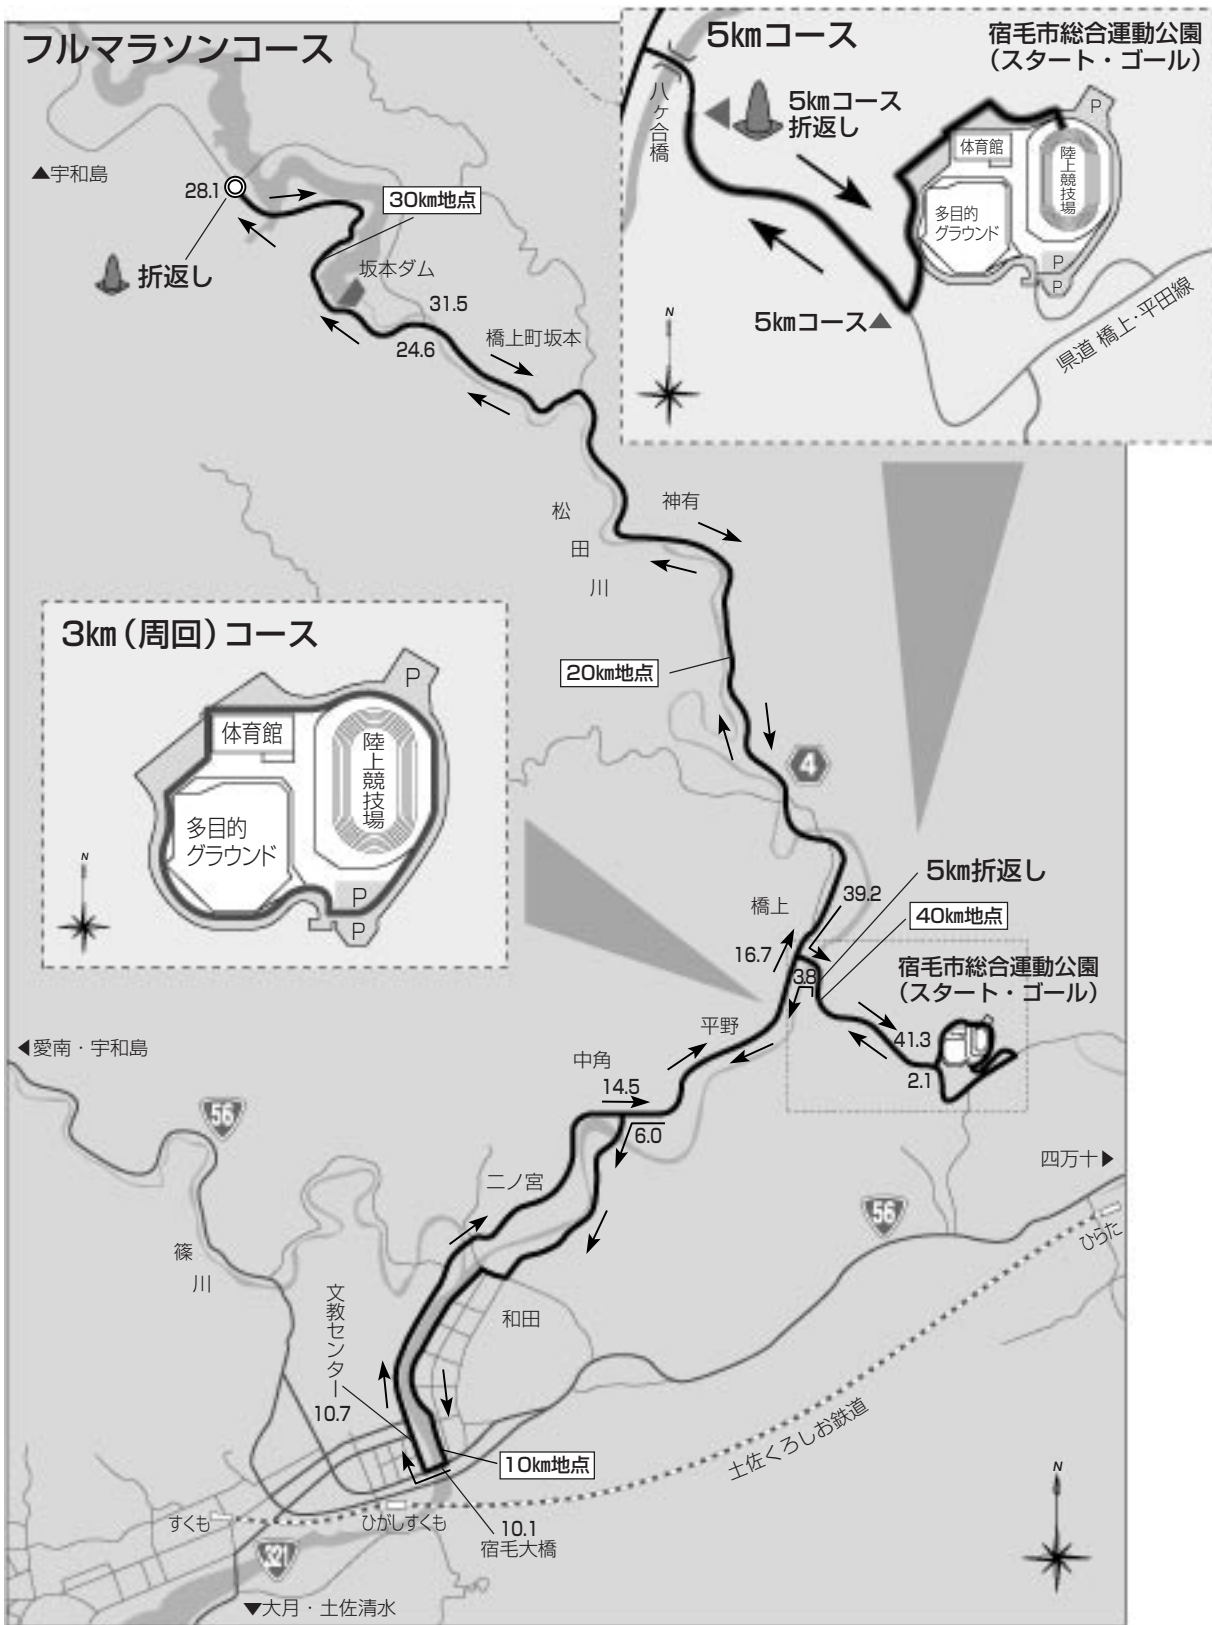 フルマラソンコース
▲宇和島
28.1
30㎞地点
折返し
坂本ダム
31.5
24.6
橋上町坂本
松田川
神有
20㎞地点
4
5㎞コース
宿毛市総合運動公園
（スタート・ゴール）
八ヶ合橋
5㎞コース
折返し
体育館
陸上競技場
多目的
グラウンド
P
P
P
5㎞コース▲
県道 橋上・平田線
N
3㎞（周回）コース
体育館
陸上競技場
多目的
グラウンド
P
P
P
N
5㎞折返し
39.2
橋上
40㎞地点
16.7
3.8
宿毛市総合運動公園
（スタート・ゴール）
平野
41.3
2.1
◀愛南・宇和島
中角
14.5
6.0
56
二ノ宮
四万十▶
56
ひらた
篠川
文教センター
10.7
和田
10㎞地点
土佐くろしお鉄道
すくも
ひがしすくも
10.1
宿毛大橋
321
▼大月・土佐清水
N